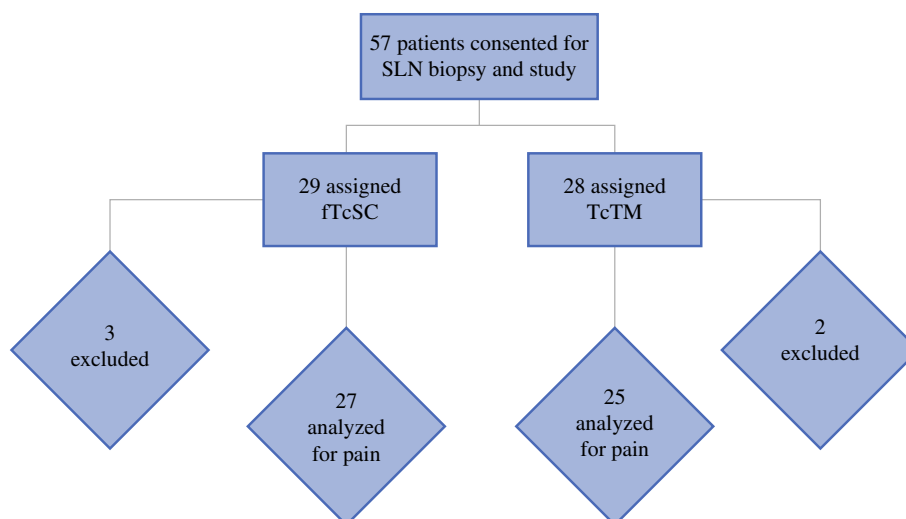 57 patients consented for
SLN biopsy and study
29 assigned
fTcSC
28 assigned
TcTM
3
excluded
27
analyzed
for pain
25
analyzed
for pain
2
excluded